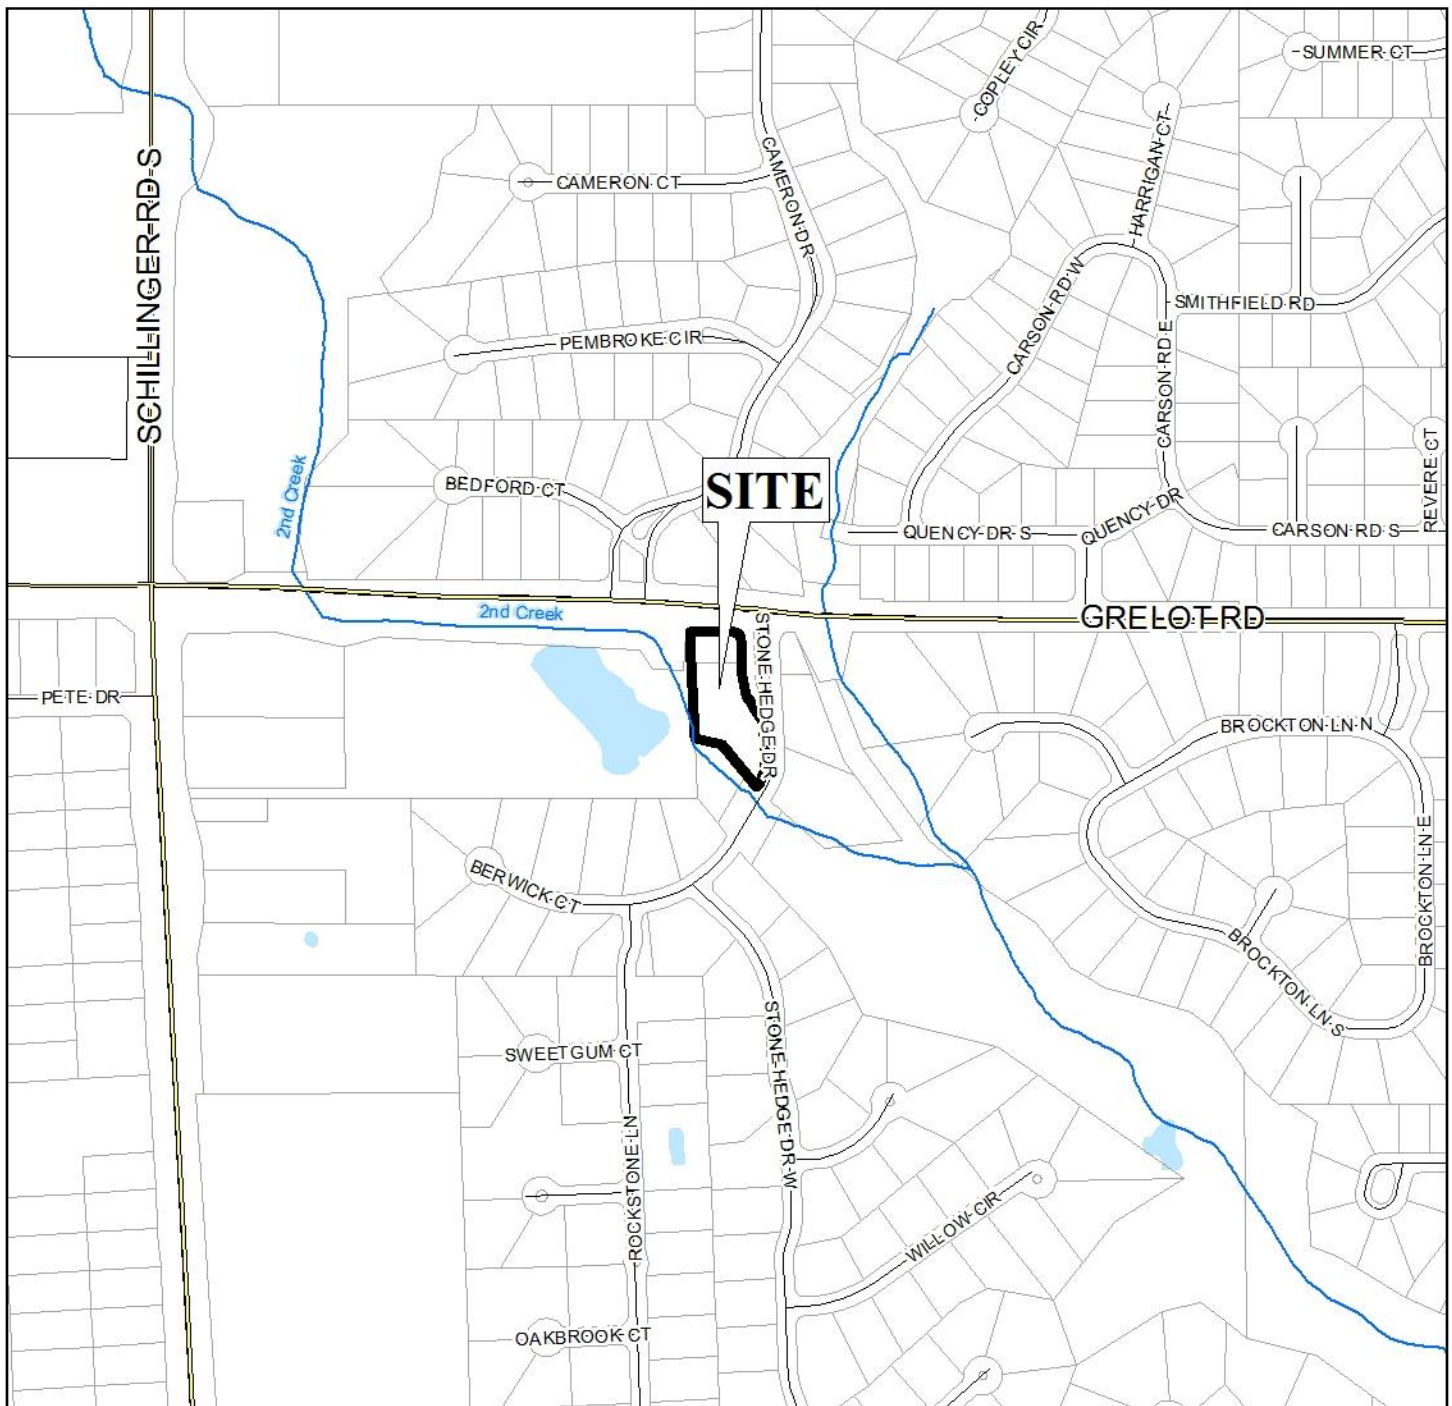 COPLEY CIR
SUMMER CT
HARRIGAN CT
CAMERON CT
CAMERON DR
SCHILLINGER RD S
CARSON RD W
SMITHFIELD RD
PEMBROKE CIR
CARSON RD E
REVERE CT
2nd Creek
BEDFORD CT
SITE
QUENCY DR S
QUENCY DR
CARSON RD S
2nd Creek
GRELOT RD
STONE HEDGE DR
PETE DR
BROCKTON LN N
BROCKTON LN E
BERWICK CT
BROCKTON LN S
SWEETGUM CT
STONE HEDGE DR W
ROCKSTONE LN
WILLOW CIR
OAKBROOK CT